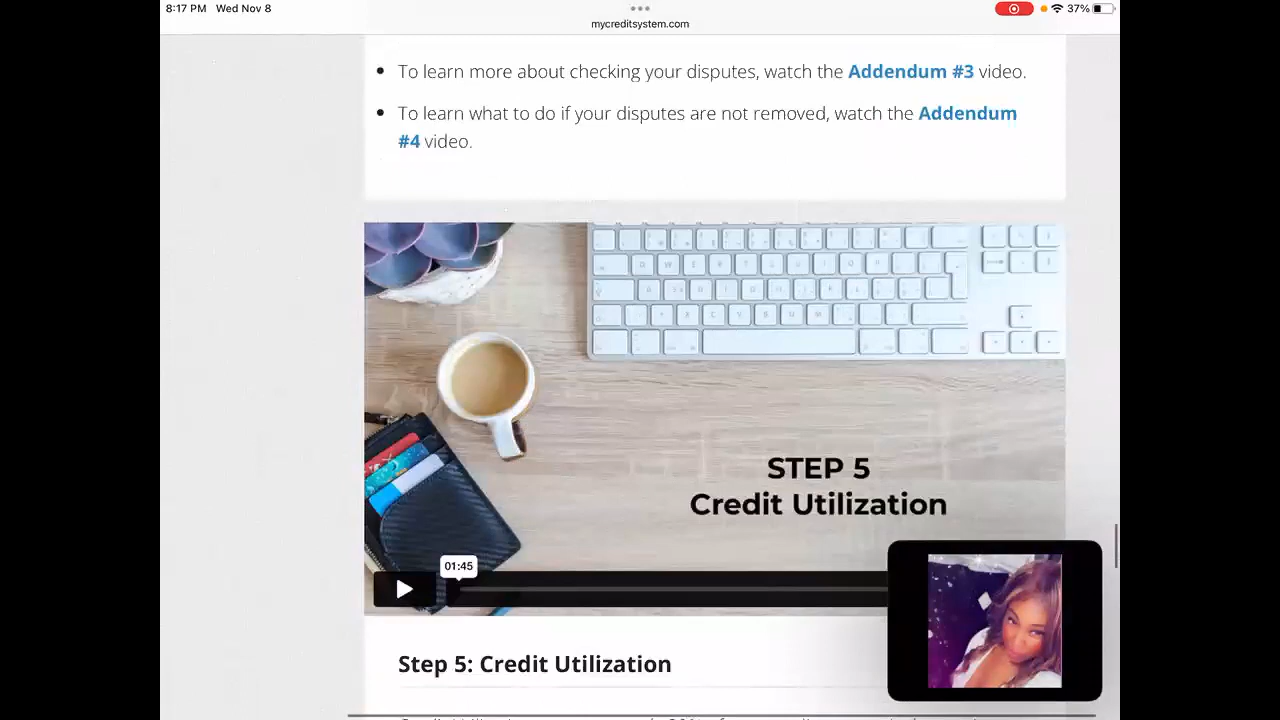 8:17 PM Wed Nov 8
37%
mycreditsystem.com
To learn more about checking your disputes, watch the Addendum #3 video.
To learn what to do if your disputes are not removed, watch the Addendum
#4 video.
STEP 5
Credit Utilization
01:45
Step 5: Credit Utilization